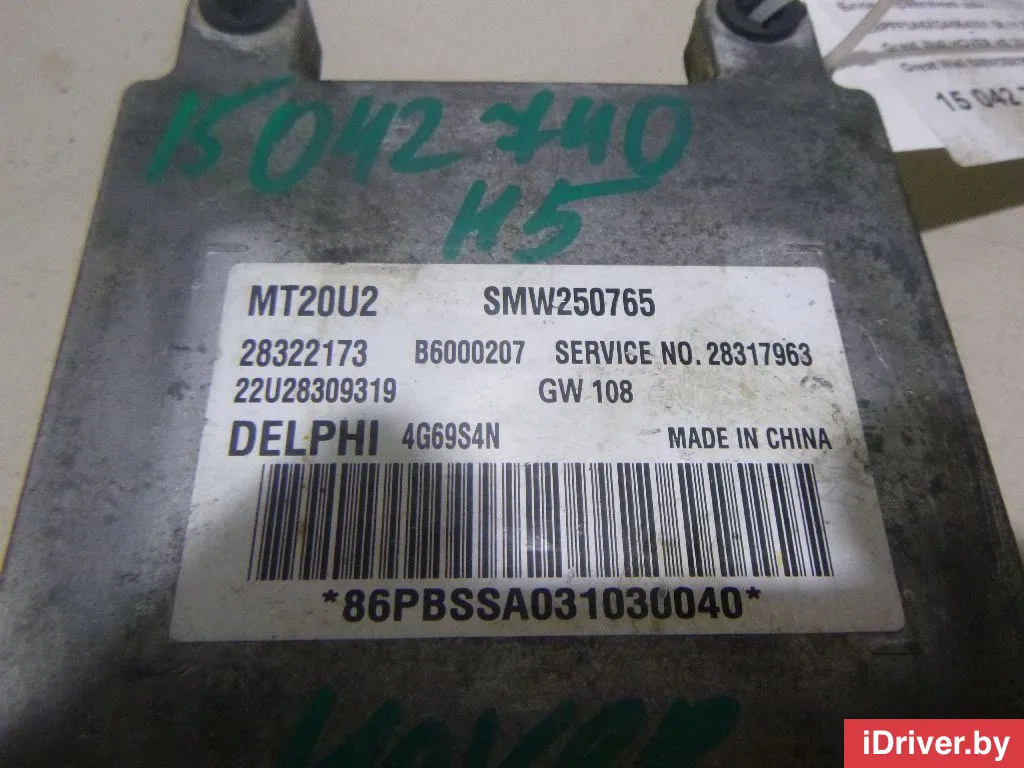 15 042
15042740
H5
MT20U2 SMW250765
28322173 B6000207 SERVICE NO. 28317963
22U28309319 GW 108
DELPHI 4G69S4N MADE IN CHINA
*86PBSSA031030040*
iDriver.by